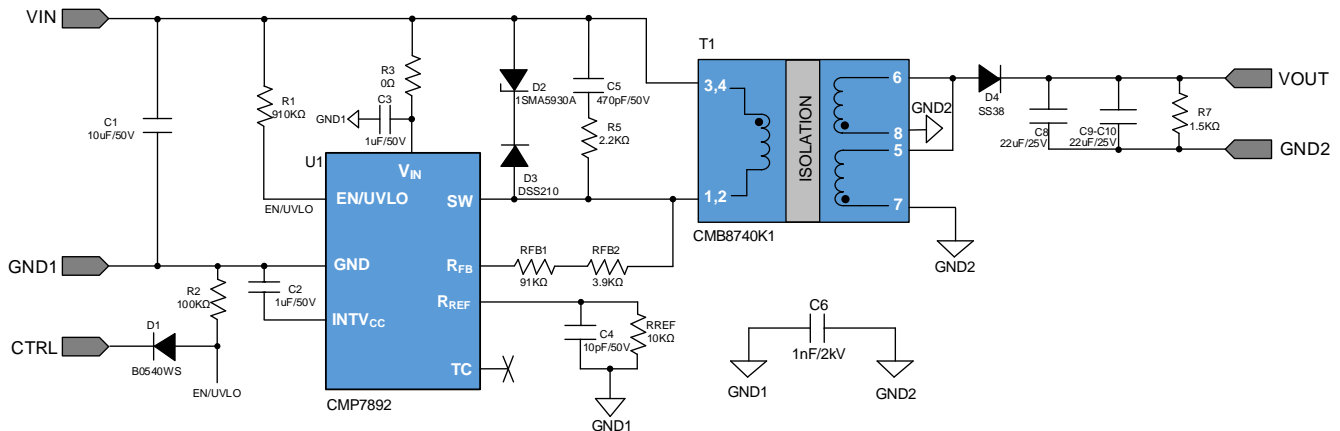 VIN
T1
R3
0Ω
D2
1SMA5930A
C5
470pF/50V
3,4
6
D4
SS38
VOUT
R1
910KΩ
C3
1uF/50V
GND1
C1
10uF/50V
R5
2.2KΩ
ISOLATION
GND2
8
5
C8
22uF/25V
C9-C10
22uF/25V
R7
1.5KΩ
GND2
U1
VIN
D3
DSS210
EN/UVLO
EN/UVLO
SW
1,2
7
CMB8740K1
GND2
GND1
GND
RFB
RFB1
91KΩ
RFB2
3.9KΩ
R2
100KΩ
C2
1uF/50V
INTVCC
RREF
C4
10pF/50V
RREF
10KΩ
C6
1nF/2kV
GND1
GND2
CTRL
D1
B0540WS
EN/UVLO
TC
CMP7892
GND1